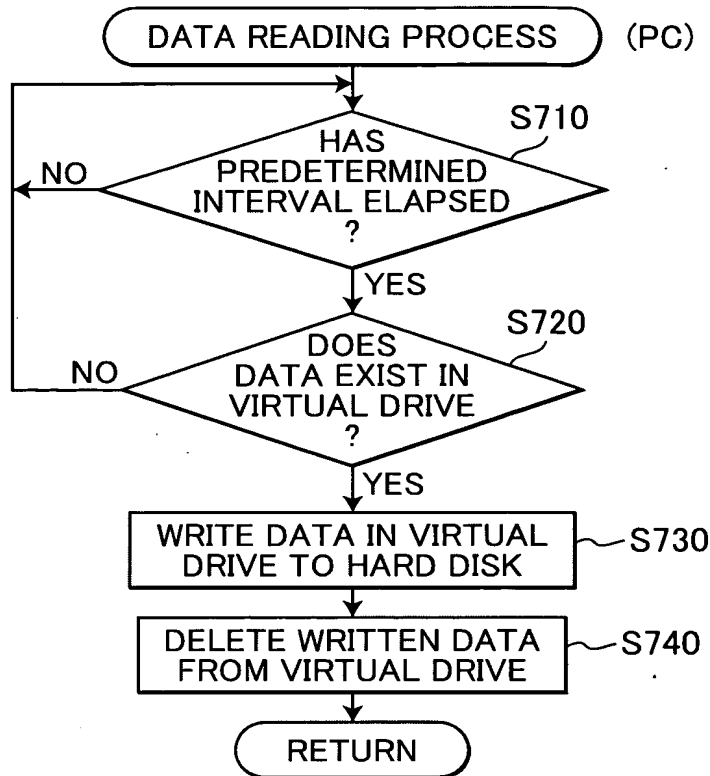 DATA READING PROCESS (PC)
S710
HAS
PREDETERMINED
INTERVAL ELAPSED
?
NO
YES
S720
DOES
DATA EXIST IN
VIRTUAL DRIVE
?
NO
YES
WRITE DATA IN VIRTUAL
DRIVE TO HARD DISK
S730
DELETE WRITTEN DATA
FROM VIRTUAL DRIVE
S740
RETURN